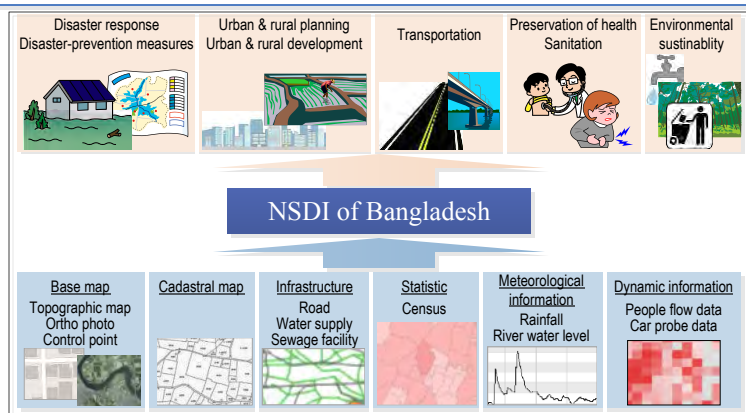 Disaster response
Disaster-prevention measures
Urban & rural planning
Urban & rural development
Transportation
Preservation of health
Sanitation
Environmental
sustinablity
NSDI of Bangladesh
Base map
Topographic map
Ortho photo
Control point
Cadastral map
Infrastructure
Road
Water supply
Sewage facility
Statistic
Census
Meteorological
information
Rainfall
River water level
Dynamic information
People flow data
Car probe data